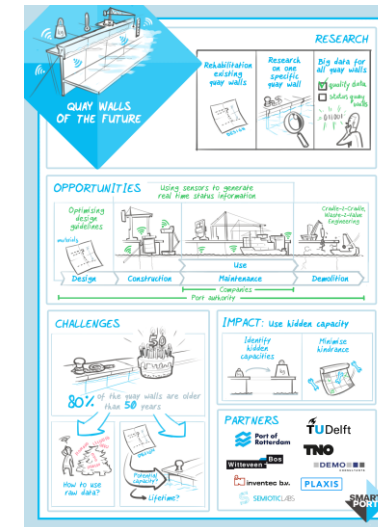 QUAY WALLS
OF THE FUTURE
RESEARCH
Rehabilitation
existing
quay walls
DESIGN
Research
on one
specific
quay wall
Big data for
all quay walls
quality data
status quay
walls
OPPORTUNITIES
Using sensors to generate
real time status information
Optimizing
design
guidelines
Cradle-2-Cradle,
Waste-2-Value
Engineering
Use
Design
Construction
Maintenance
Demolition
Companies
Port authority
CHALLENGES
50
80% of the quay walls are older
than 50 years
How to use
raw data?
Potential
capacity?
Lifetime?
IMPACT: Use hidden capacity
Identify
hidden
capacities
Minimise
hindrance
PARTNERS
Port of
Rotterdam
TUDelft
Witteveen+Bos
TNO
DEMO
inventec b.v.
PLAXIS
SEMIOTICLABS
SMART
PORT